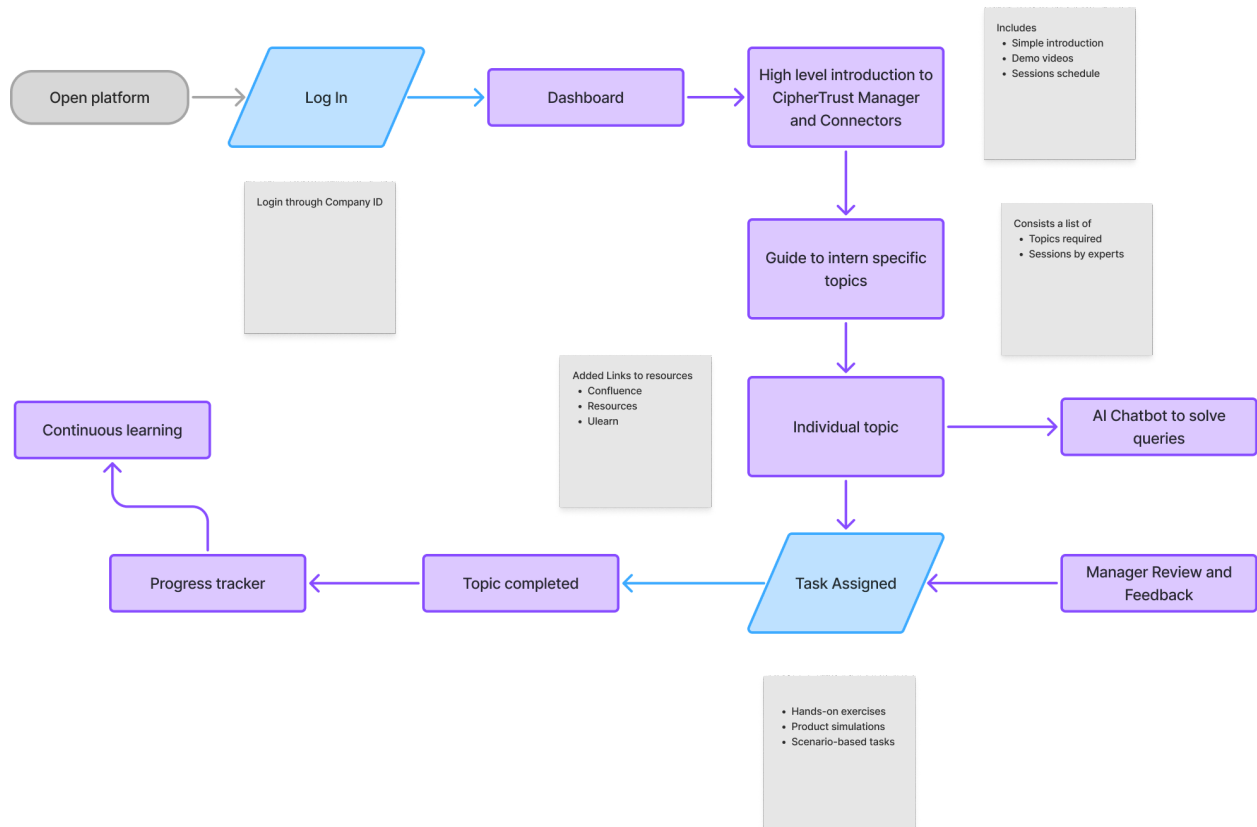 Includes
• Simple introduction
• Demo videos
• Sessions schedule
Open platform
Log In
Dashboard
High level introduction to
CipherTrust Manager
and Connectors
Login through Company ID
Consists a list of
• Topics required
• Sessions by experts
Guide to intern specific
topics
Added Links to resources
• Confluence
• Resources
• Ulearn
Continuous learning
Individual topic
AI Chatbot to solve
queries
Progress tracker
Topic completed
Task Assigned
Manager Review and
Feedback
• Hands-on exercises
• Product simulations
• Scenario-based tasks